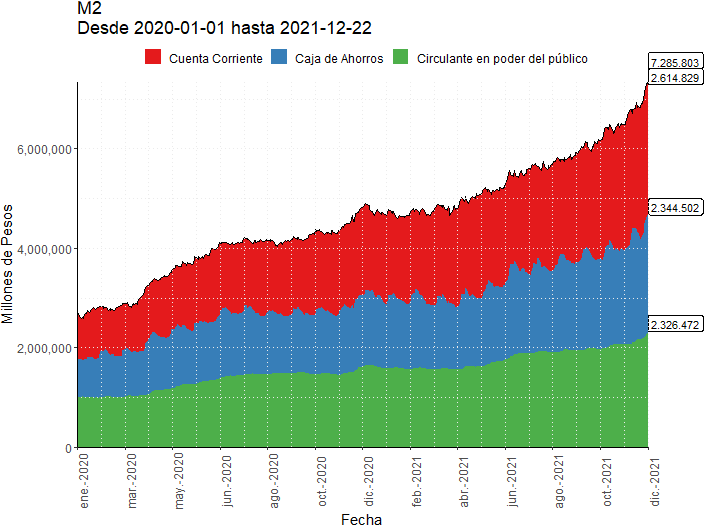 M2
Desde 2020-01-01 hasta 2021-12-22
Cuenta Corriente
Caja de Ahorros
Circulante en poder del público
7.285.803
2.614.829
2.344.502
2.326.472
Millones de Pesos
6,000,000
4,000,000
2,000,000
0
ene.-2020
mar.-2020
may.-2020
jun.-2020
ago.-2020
oct.-2020
dic.-2020
feb.-2021
abr.-2021
jun.-2021
ago.-2021
oct.-2021
dic.-2021
Fecha